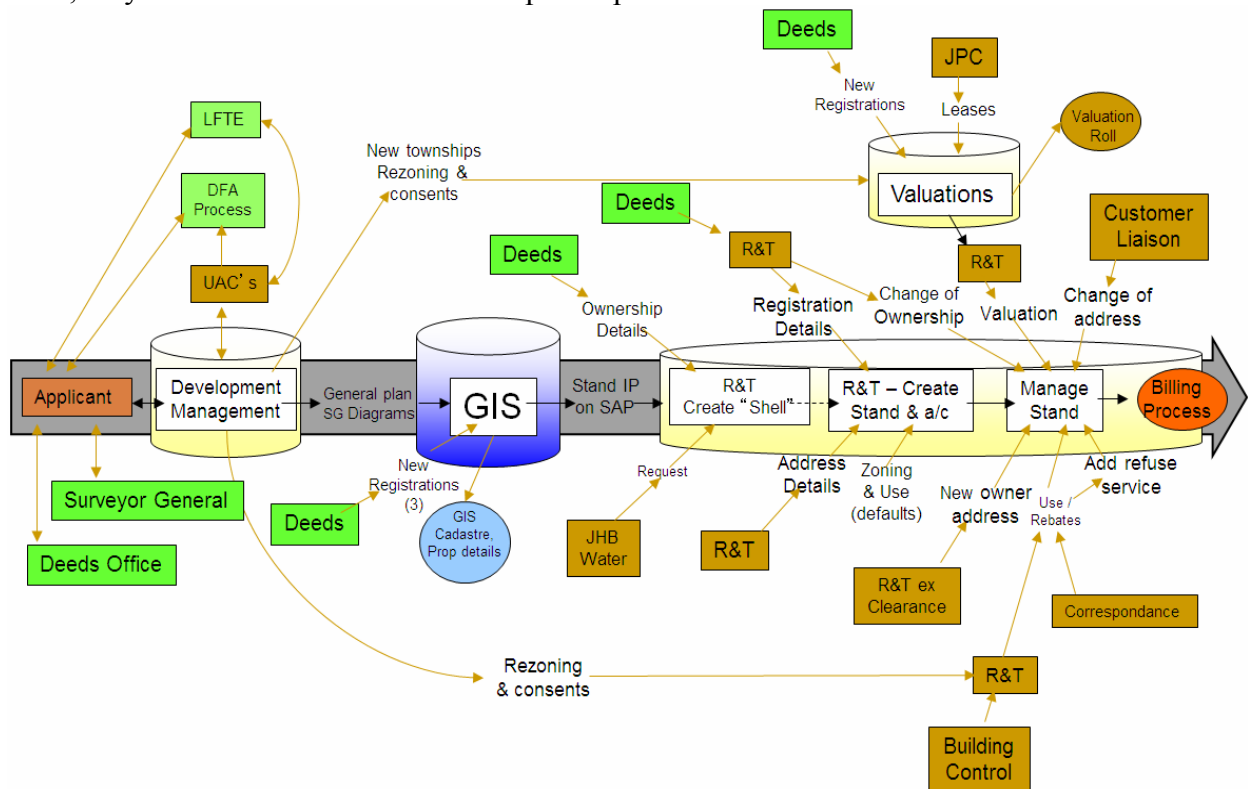 Deeds
JPC
New
Registrations
Leases
Valuation
Roll
LFTE
New townships
Rezoning &
consents
DFA
Process
Valuations
Deeds
Customer
Liaison
R&T
R&T
Deeds
UAC's
Ownership
Details
Registration
Details
Change of
Ownership
Valuation
Change of
address
Applicant
Development
Management
General plan
SG Diagrams
GIS
Stand IP
on SAP
R&T
Create "Shell"
R&T – Create
Stand & a/c
Manage
Stand
Billing
Process
New
Registrations
(3)
Request
Address
Details
Zoning
& Use
(defaults)
New owner
address
Use /
Rebates
Add refuse
service
Surveyor General
Deeds
GIS
Cadastre,
Prop details
JHB
Water
R&T
Deeds Office
R&T ex
Clearance
Correspondance
Rezoning
& consents
R&T
Building
Control